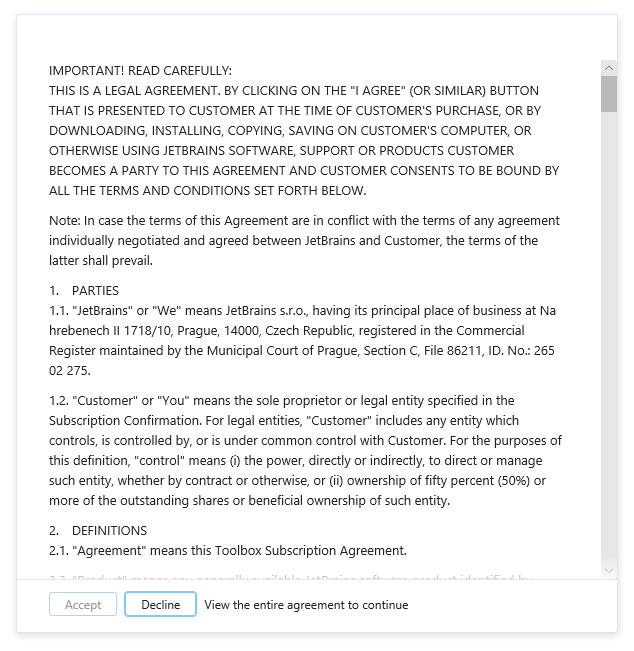 IMPORTANT! READ CAREFULLY:
THIS IS A LEGAL AGREEMENT. BY CLICKING ON THE "I AGREE" (OR SIMILAR) BUTTON
THAT IS PRESENTED TO CUSTOMER AT THE TIME OF CUSTOMER'S PURCHASE, OR BY
DOWNLOADING, INSTALLING, COPYING, SAVING ON CUSTOMER'S COMPUTER, OR
OTHERWISE USING JETBRAINS SOFTWARE, SUPPORT OR PRODUCTS CUSTOMER
BECOMES A PARTY TO THIS AGREEMENT AND CUSTOMER CONSENTS TO BE BOUND BY
ALL THE TERMS AND CONDITIONS SET FORTH BELOW.
Note: In case the terms of this Agreement are in conflict with the terms of any agreement
individually negotiated and agreed between JetBrains and Customer, the terms of the
latter shall prevail.
1. PARTIES
1.1. "JetBrains" or "We" means JetBrains s.r.o., having its principal place of business at Na
hrebenech II 1718/10, Prague, 14000, Czech Republic, registered in the Commercial
Register maintained by the Municipal Court of Prague, Section C, File 86211, ID. No.: 265
02 275.
1.2. "Customer" or "You" means the sole proprietor or legal entity specified in the
Subscription Confirmation. For legal entities, "Customer" includes any entity which
controls, is controlled by, or is under common control with Customer. For the purposes of
this definition, "control" means (i) the power, directly or indirectly, to direct or manage
such entity, whether by contract or otherwise, or (ii) ownership of fifty percent (50%) or
more of the outstanding shares or beneficial ownership of such entity.
2. DEFINITIONS
2.1. "Agreement" means this Toolbox Subscription Agreement.
2.2. "Product" means any generally available JetBrains software product identified by
Accept Decline View the entire agreement to continue